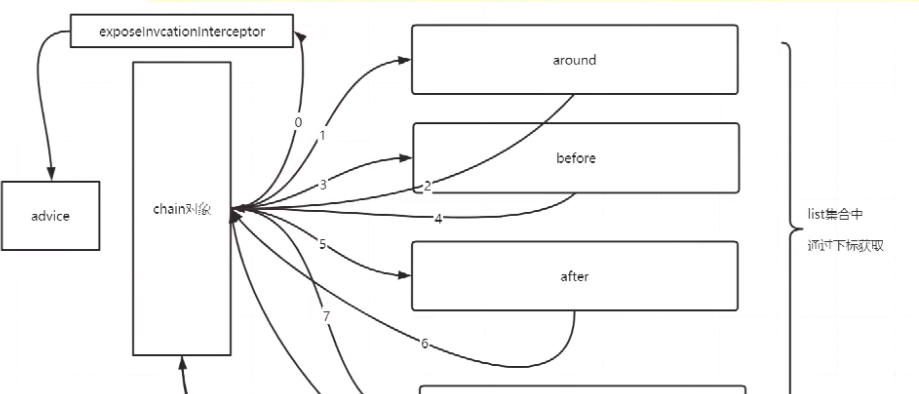 exposeInvcationInterceptor
around
0
1
before
3
2
advice
chain对象
4
list集合中
5
通过下标获取
after
7
6